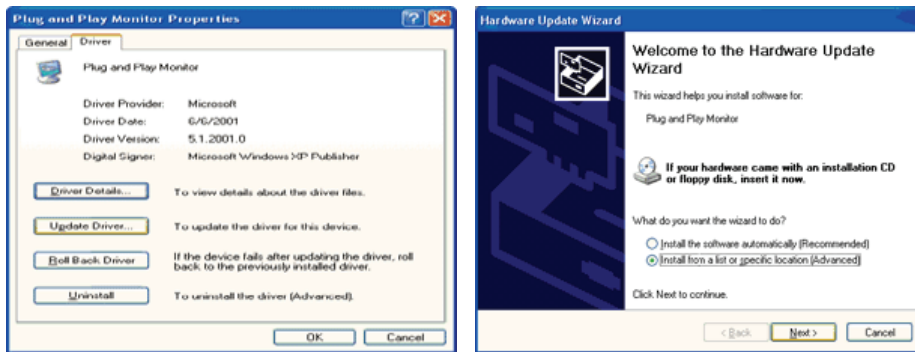 Plug and Play Monitor Properties
General Driver
Plug and Play Monitor
Driver Provider: Microsoft
Driver Date: 6/6/2001
Driver Version: 5.1.2001.0
Digital Signer: Microsoft Windows XP Publisher
Driver Details...
To view details about the driver files.
Update Driver...
To update the driver for this device.
Roll Back Driver
If the device fails after updating the driver, roll
back to the previously installed driver.
Uninstall
To uninstall the driver (Advanced).
OK Cancel
Hardware Update Wizard
Welcome to the Hardware Update
Wizard
This wizard helps you install software for:
Plug and Play Monitor
If your hardware came with an installation CD
or floppy disk, insert it now.
What do you want the wizard to do?
Install the software automatically (Recommended)
Install from a list or specific location (Advanced)
Click Next to continue.
< Back Next > Cancel